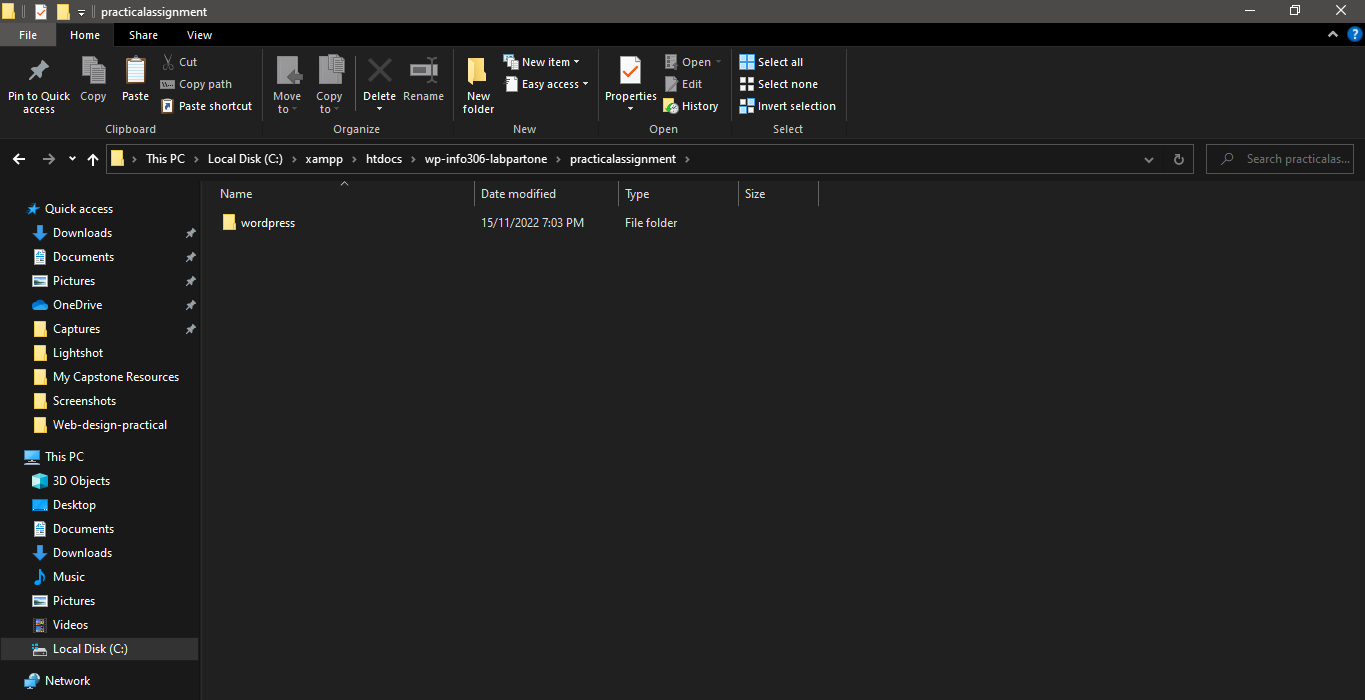 practicalassignment
File Home Share View
Pin to Quick access
Copy
Paste
Cut
Copy path
Paste shortcut
Clipboard
Move to
Copy to
Delete
Rename
Organize
New folder
New item
Easy access
New
Properties
Open
Edit
History
Open
Select all
Select none
Invert selection
Select
This PC > Local Disk (C:) > xampp > htdocs > wp-info306-labpartone > practicalassignment >
Search practicalas...
Name Date modified Type Size
wordpress 15/11/2022 7:03 PM File folder
Quick access
Downloads
Documents
Pictures
OneDrive
Captures
Lightshot
My Capstone Resources
Screenshots
Web-design-practical
This PC
3D Objects
Desktop
Documents
Downloads
Music
Pictures
Videos
Local Disk (C:)
Network